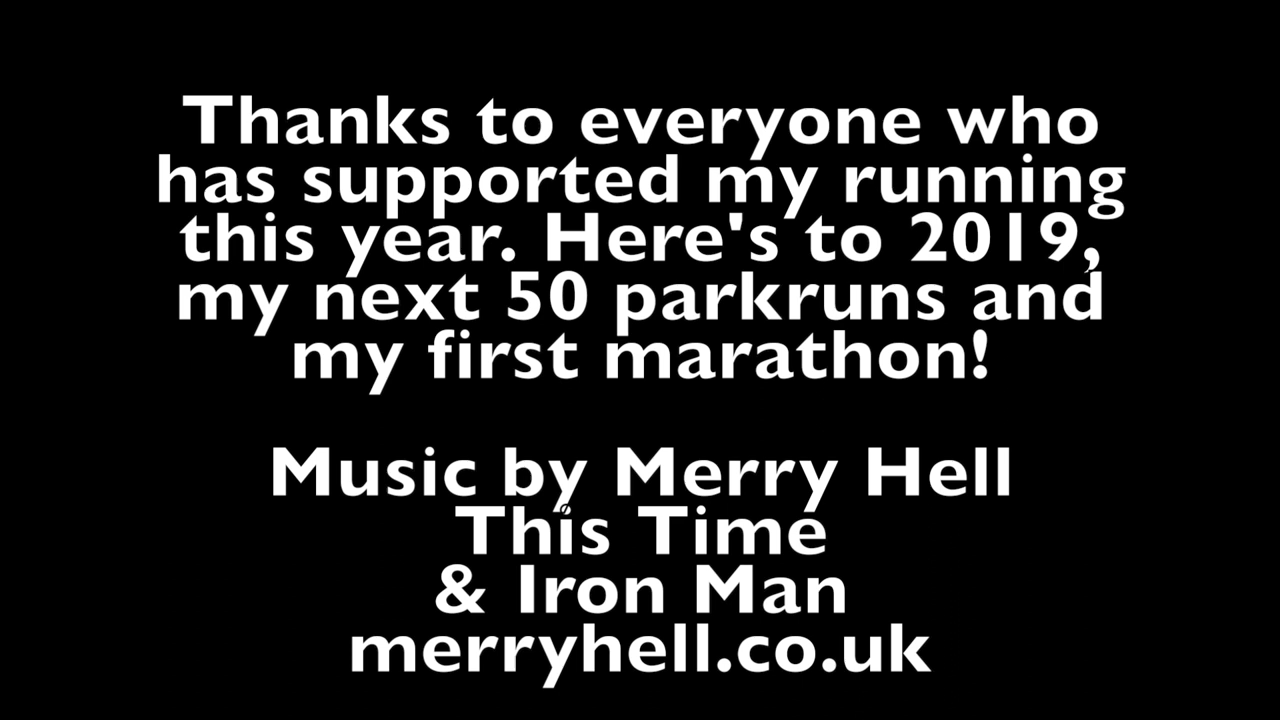 Thanks to everyone who
has supported my running
this year. Here's to 2019,
my next 50 parkruns and
my first marathon!
Music by Merry Hell
This Time
& Iron Man
merryhell.co.uk